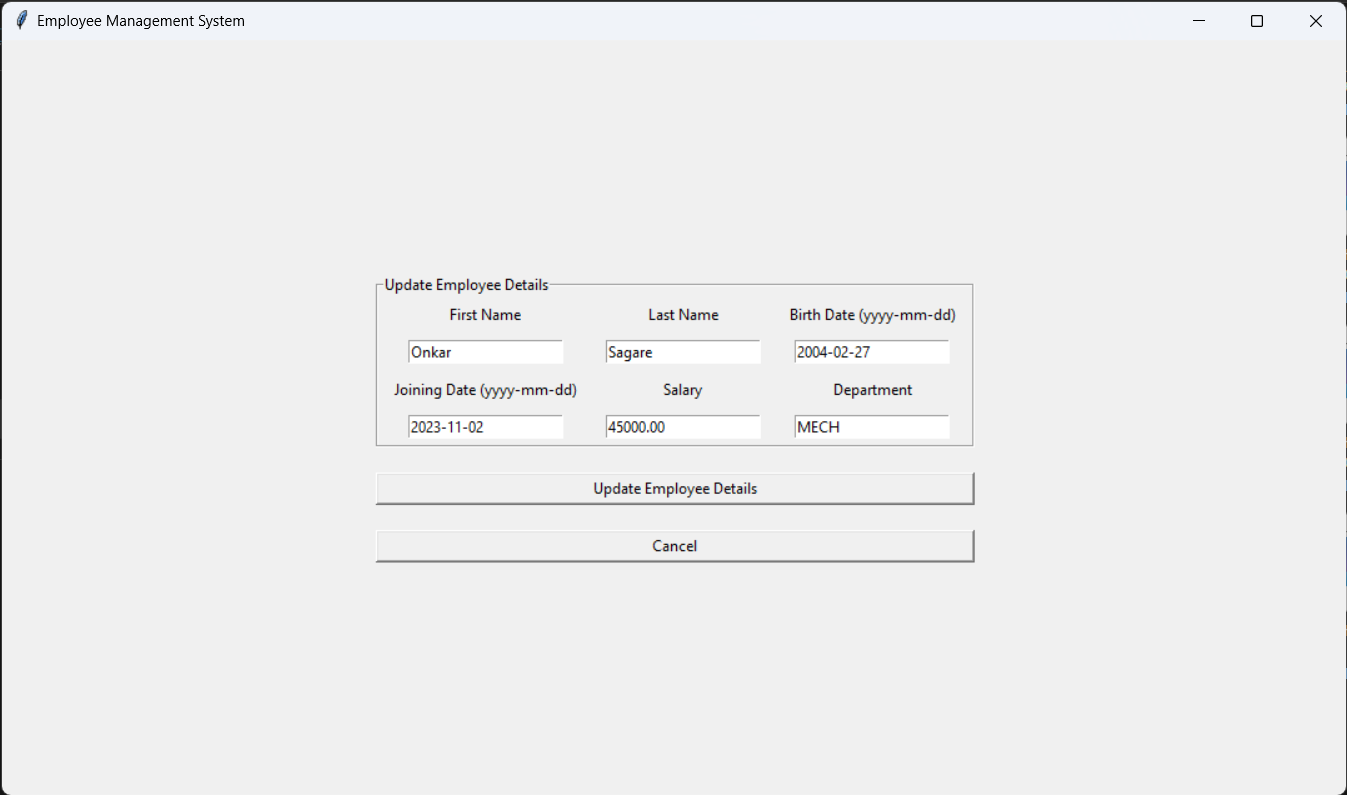 Employee Management System
Update Employee Details
First Name Last Name Birth Date (yyyy-mm-dd)
Onkar Sagare 2004-02-27
Joining Date (yyyy-mm-dd) Salary Department
2023-11-02 45000.00 MECH
Update Employee Details
Cancel